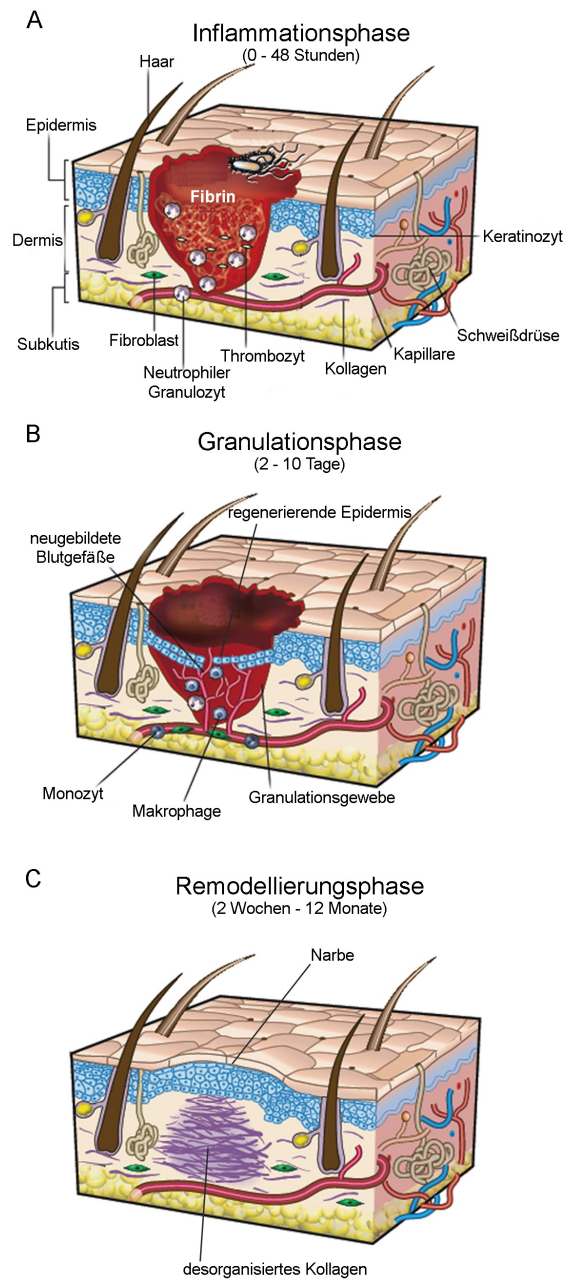 A
Inflammationsphase
(0 - 48 Stunden)
Haar
Epidermis
Fibrin
Dermis
Keratinozyt
Subkutis
Fibroblast
Neutrophiler
Granulozyt
Thrombozyt
Kollagen
Kapillare
Schweißdrüse
B
Granulationsphase
(2 - 10 Tage)
regenerierende Epidermis
neugebildete
Blutgefäße
Monozyt
Makrophage
Granulationsgewebe
C
Remodellierungsphase
(2 Wochen - 12 Monate)
Narbe
desorganisiertes Kollagen